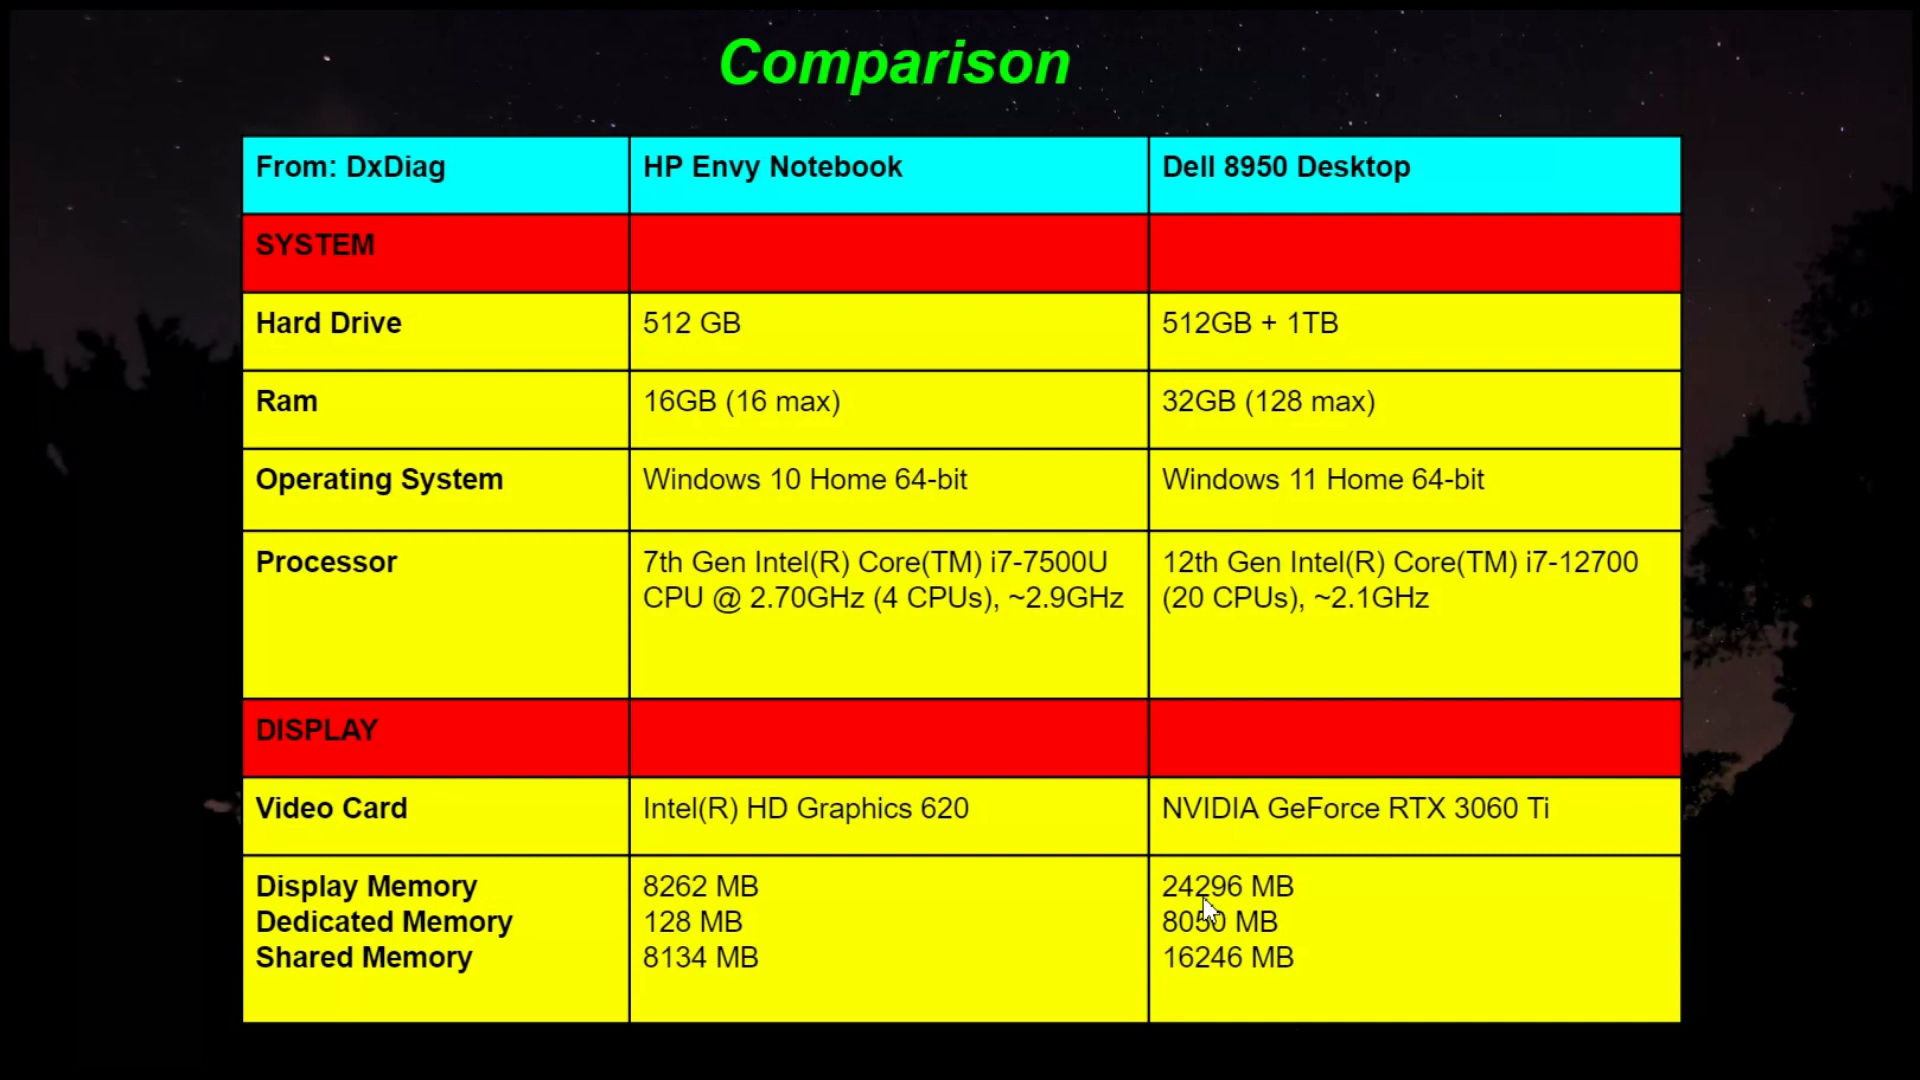 Comparison
From: DxDiag
HP Envy Notebook
Dell 8950 Desktop
SYSTEM
Hard Drive
512 GB
512GB + 1TB
Ram
16GB (16 max)
32GB (128 max)
Operating System
Windows 10 Home 64-bit
Windows 11 Home 64-bit
Processor
7th Gen Intel(R) Core(TM) i7-7500U
CPU @ 2.70GHz (4 CPUs), ~2.9GHz
12th Gen Intel(R) Core(TM) i7-12700
(20 CPUs), ~2.1GHz
DISPLAY
Video Card
Intel(R) HD Graphics 620
NVIDIA GeForce RTX 3060 Ti
Display Memory
Dedicated Memory
Shared Memory
8262 MB
128 MB
8134 MB
24296 MB
8050 MB
16246 MB